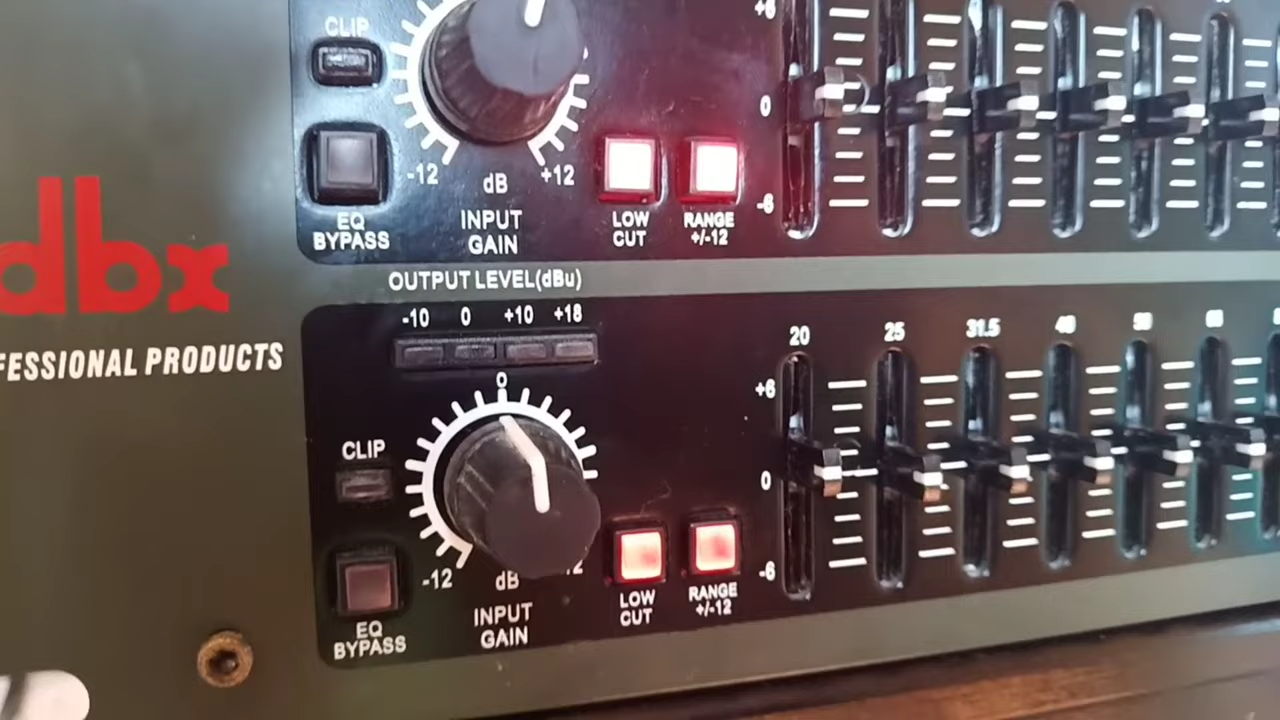 CLIP
+6
0
-6
-12
dB
+12
EQ
BYPASS
INPUT
GAIN
LOW
CUT
RANGE
+/-12
dbx
FESSIONAL PRODUCTS
OUTPUT LEVEL(dBu)
-10 0 +10 +18
0
20 25 31.5 40 50
+6
0
-6
CLIP
-12
dB
EQ
BYPASS
INPUT
GAIN
LOW
CUT
RANGE
+/-12